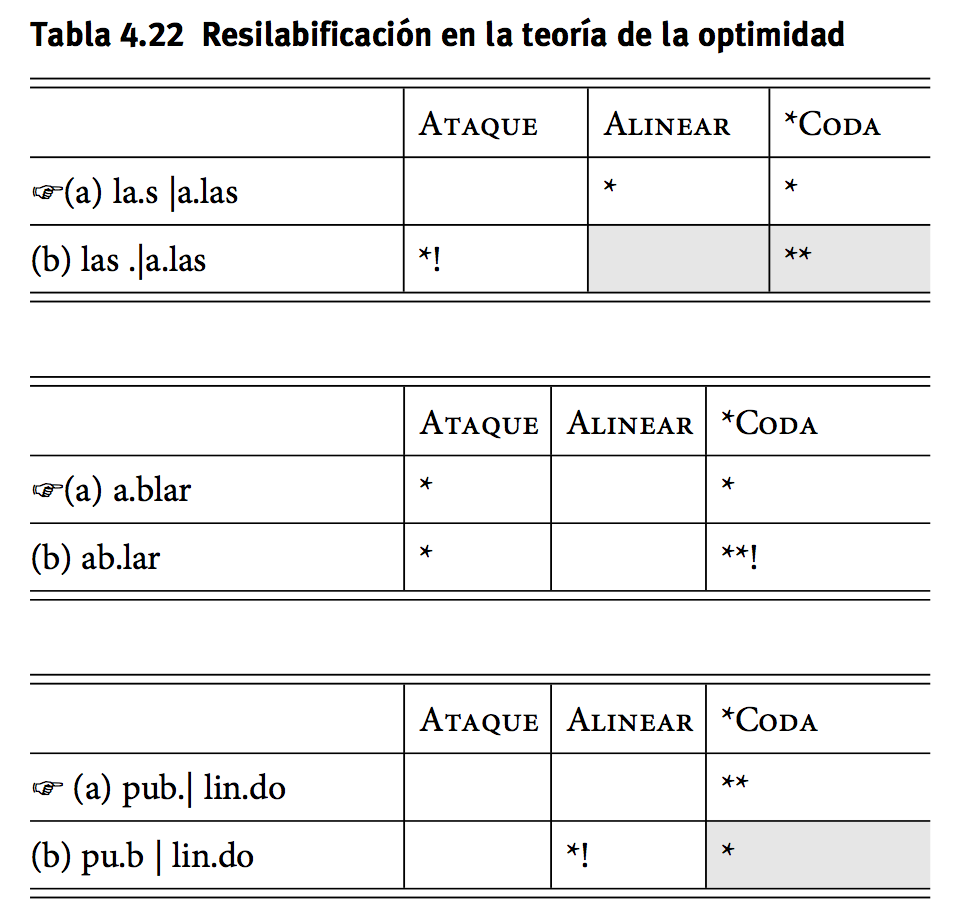 Tabla 4.22 Resilabificación en la teoría de la optimidad
Ataque Alinear *Coda
☞(a) la.s |a.las * *
(b) las .|a.las *! **
Ataque Alinear *Coda
☞(a) a.blar * *
(b) ab.lar * **!
Ataque Alinear *Coda
☞ (a) pub.| lin.do **
(b) pu.b | lin.do *! *